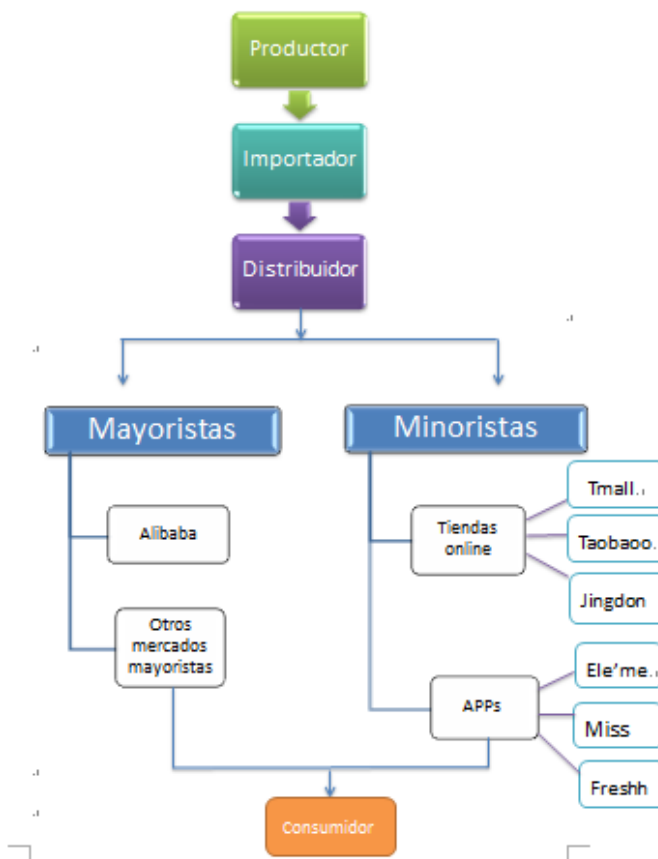 Productor
Importador
Distribuidor
Mayoristas
Minoristas
Alibaba
Otros
mercados
mayoristas
Tiendas
online
Tmall
Taobaoo
Jingdon
APPs
Ele'me
Miss
Freshh
Consumidor